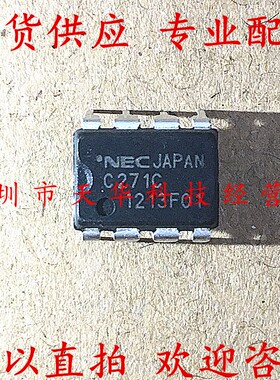 货供应 专业配
NEC JAPAN
C271C
圳市天华科技经营
1213F0
以直拍 欢迎咨